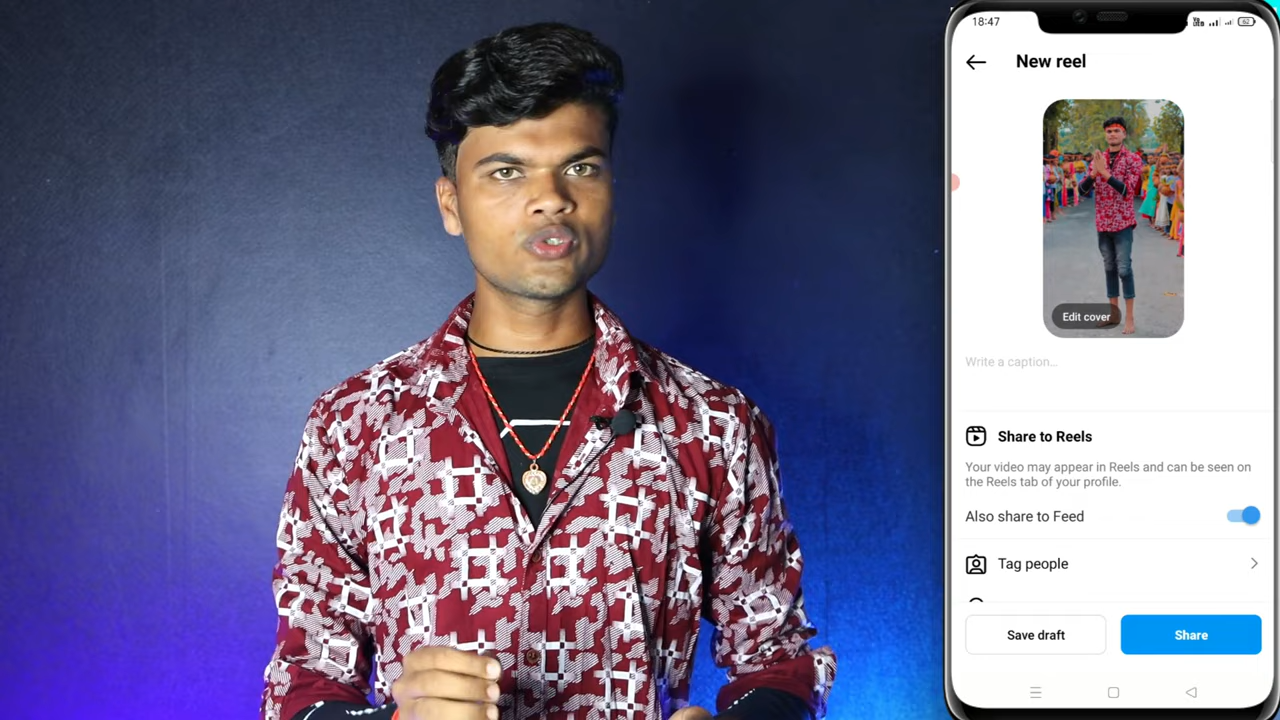 18:47
62
New reel
Edit cover
Write a caption...
Share to Reels
Your video may appear in Reels and can be seen on
the Reels tab of your profile.
Also share to Feed
Tag people
Save draft
Share